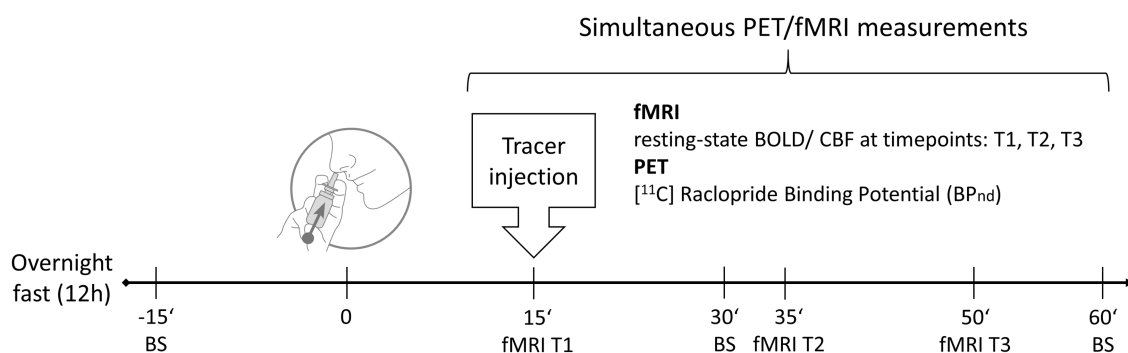 Simultaneous PET/fMRI measurements
fMRI
resting-state BOLD/ CBF at timepoints: T1, T2, T3
PET
[¹¹C] Raclopride Binding Potential (BPnd)
Tracer
injection
Overnight
fast (12h)
-15‘ 0 15‘ 30‘ 35‘ 50‘ 60‘
BS fMRI T1 BS fMRI T2 fMRI T3 BS